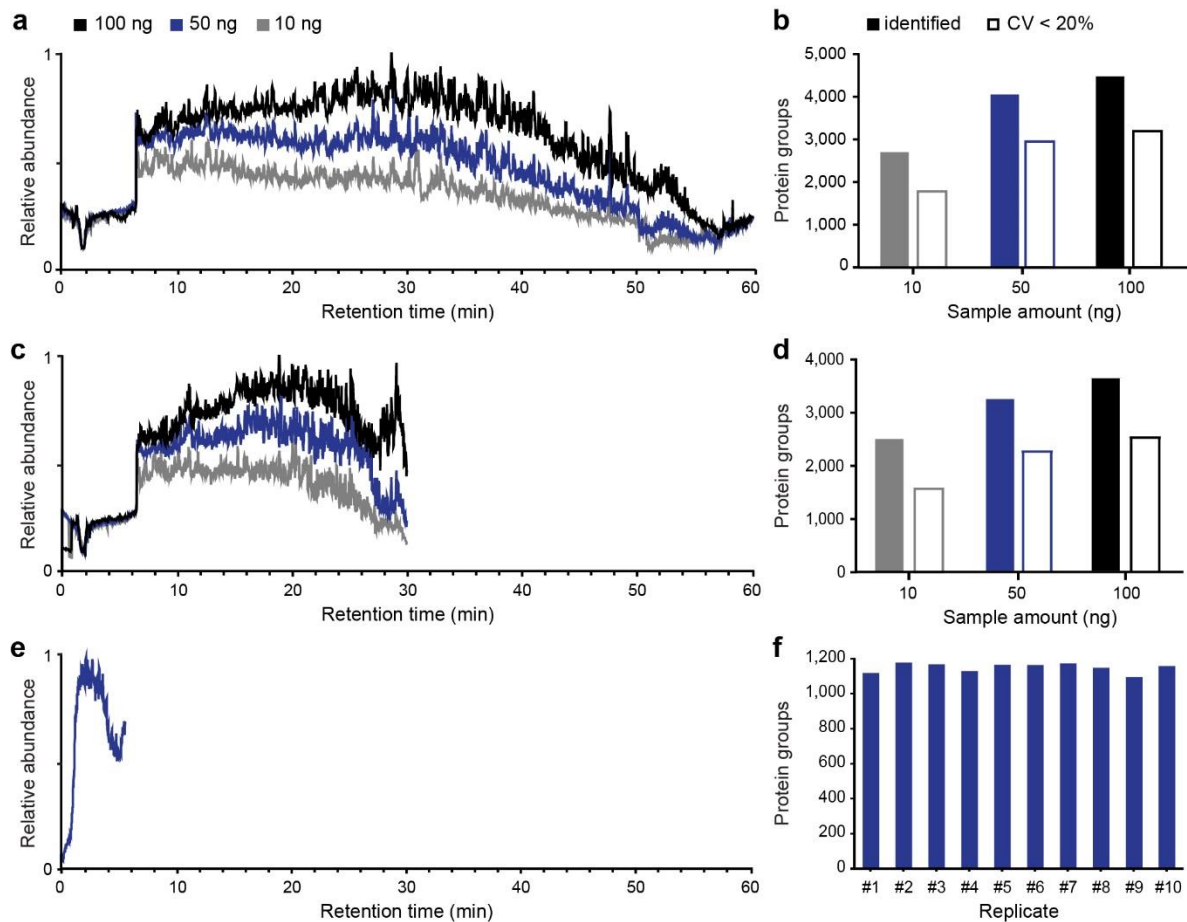 a
100 ng 50 ng 10 ng
1
Relative abundance
0
0 10 20 30 40 50 60
Retention time (min)
b
identified CV < 20%
5,000
4,000
3,000
2,000
1,000
0
Protein groups
10 50 100
Sample amount (ng)
c
1
Relative abundance
0
0 10 20 30 40 50 60
Retention time (min)
d
4,000
3,000
2,000
1,000
0
Protein groups
10 50 100
Sample amount (ng)
e
1
Relative abundance
0
0 10 20 30 40 50 60
Retention time (min)
f
1,200
1,000
800
600
400
200
0
Protein groups
#1 #2 #3 #4 #5 #6 #7 #8 #9 #10
Replicate